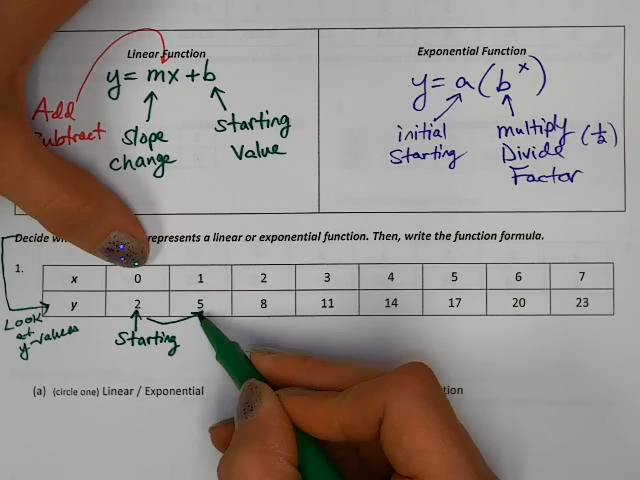 Linear Function
y = mx + b
Add
Subtract
slope
change
Starting
Value
Exponential Function
y = a(b^x)
initial
Starting
multiply
Divide
Factor
(1/2)
Decide represents a linear or exponential function. Then, write the function formula.
1.
x 0 1 2 3 4 5 6 7
y 2 5 8 11 14 17 20 23
Look
at
y-values
Starting
(a) (circle one) Linear / Exponential